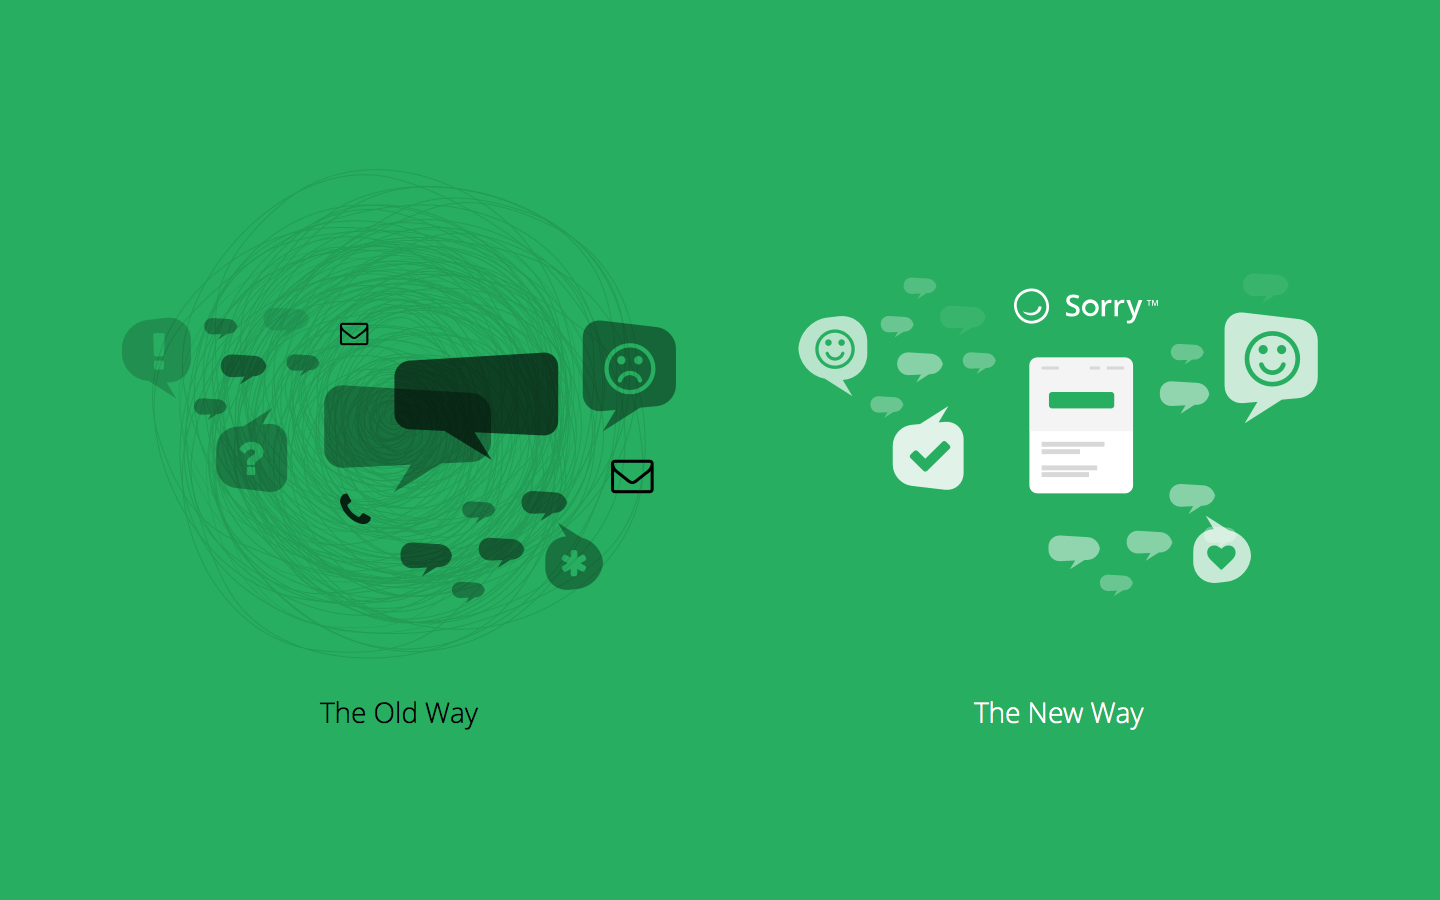 !
?
*
Sorry™
The Old Way
The New Way